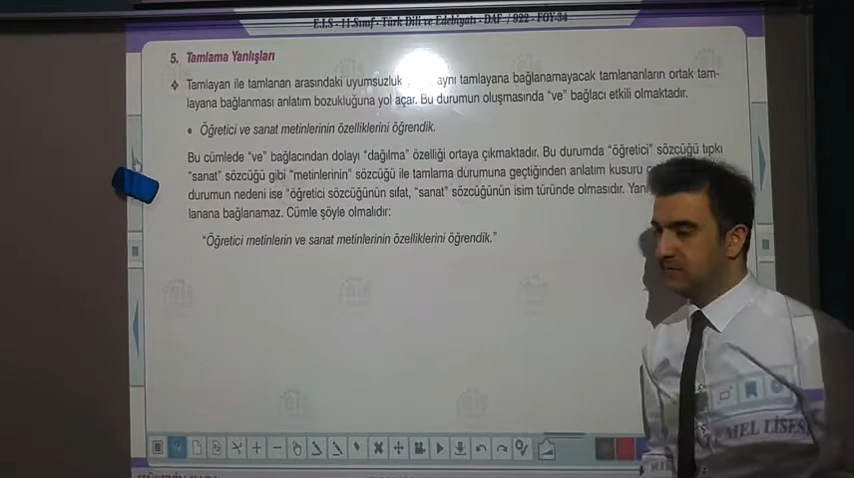 E.İ.S - 11.Sınıf - Türk Dili ve Edebiyatı - DAF / 922 - FÖY-34
5. Tamlama Yanlışları
❖ Tamlayan ile tamlanan arasındaki uyumsuzluk aynı tamlayana bağlanamayacak tamlananların ortak tam-
layana bağlanması anlatım bozukluğuna yol açar. Bu durumun oluşmasında "ve" bağlacı etkili olmaktadır.
• Öğretici ve sanat metinlerinin özelliklerini öğrendik.
Bu cümlede "ve" bağlacından dolayı "dağılma" özelliği ortaya çıkmaktadır. Bu durumda "öğretici" sözcüğü tıpkı
"sanat" sözcüğü gibi "metinlerinin" sözcüğü ile tamlama durumuna geçtiğinden anlatım kusuru
durumun nedeni ise "öğretici sözcüğünün sıfat, "sanat" sözcüğünün isim türünde olmasıdır.
lanana bağlanamaz. Cümle şöyle olmalıdır:
"Öğretici metinlerin ve sanat metinlerinin özelliklerini öğrendik."
TEMEL LİSESİ